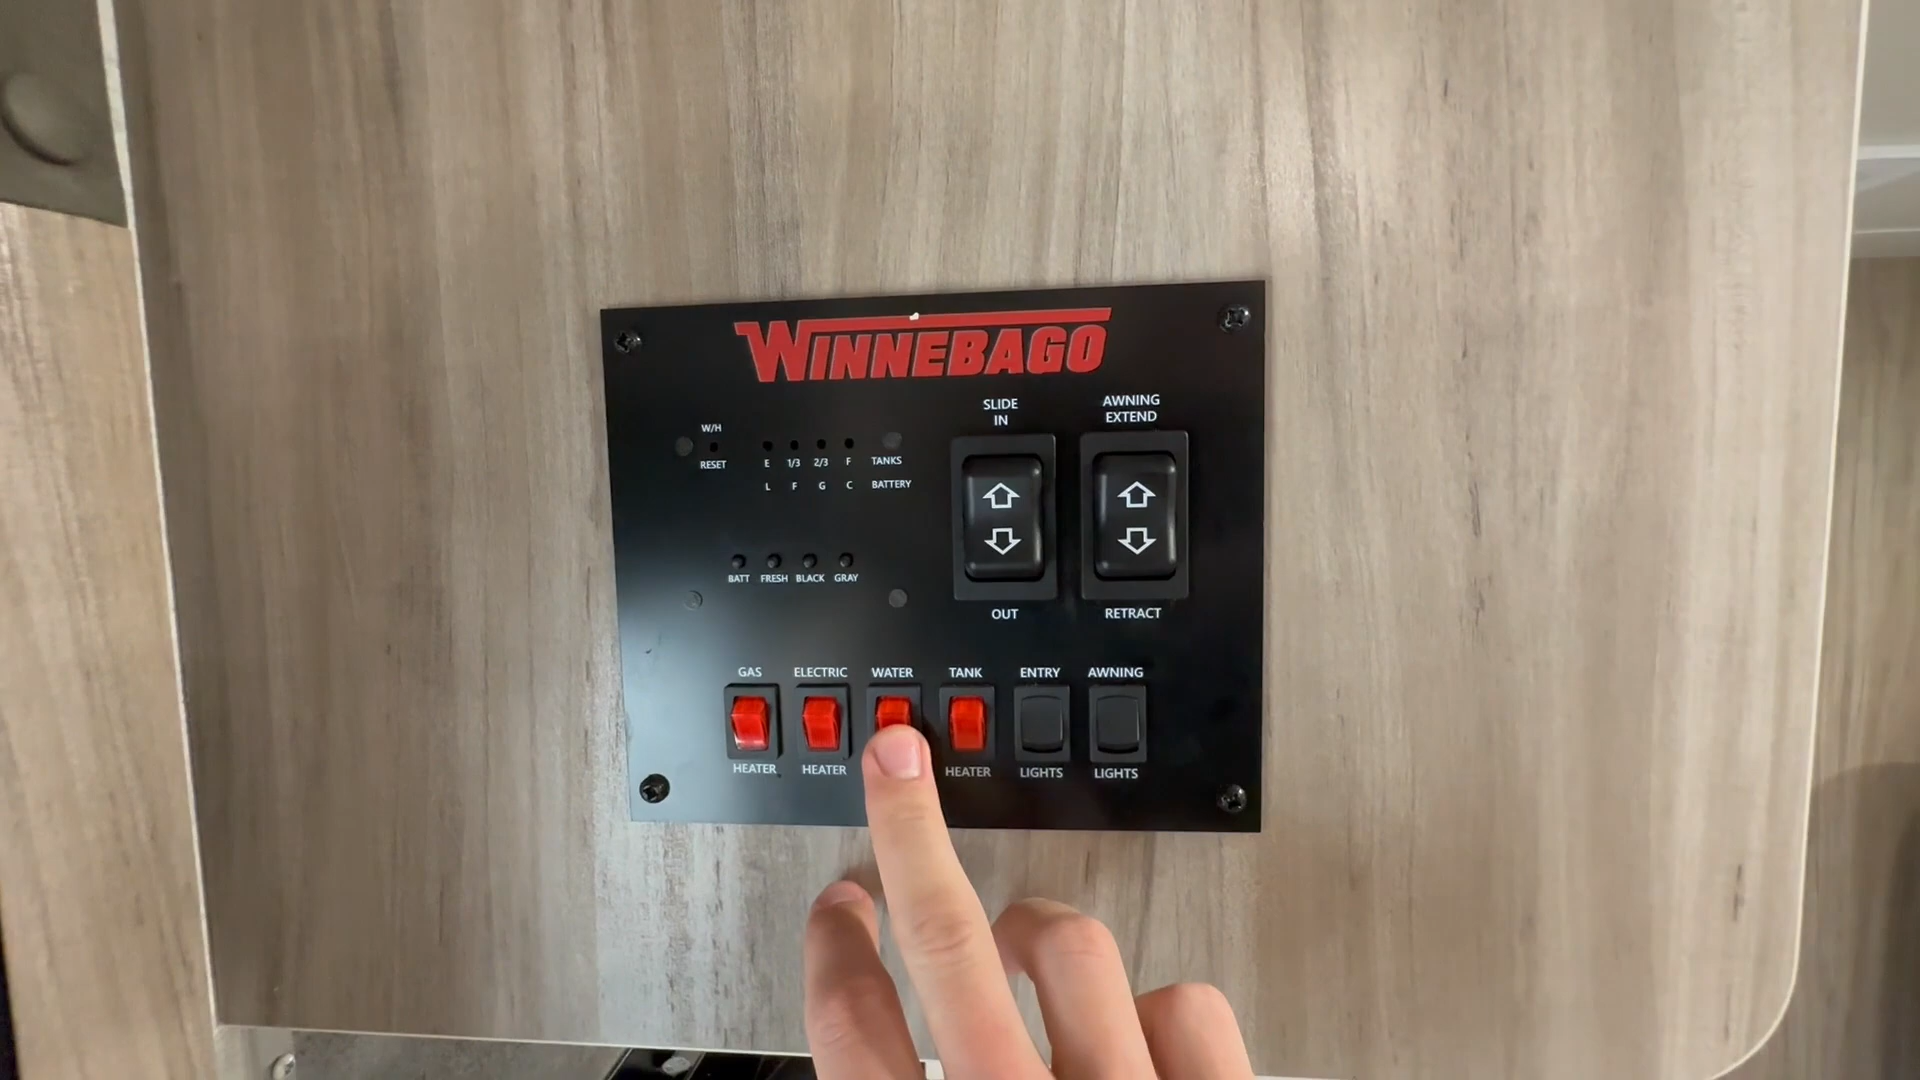 WINNEBAGO
SLIDE
IN
AWNING
EXTEND
W/H
RESET
E 1/3 2/3 F TANKS
L F G C BATTERY
BATT FRESH BLACK GRAY
OUT
RETRACT
GAS ELECTRIC WATER TANK ENTRY AWNING
HEATER HEATER HEATER LIGHTS LIGHTS